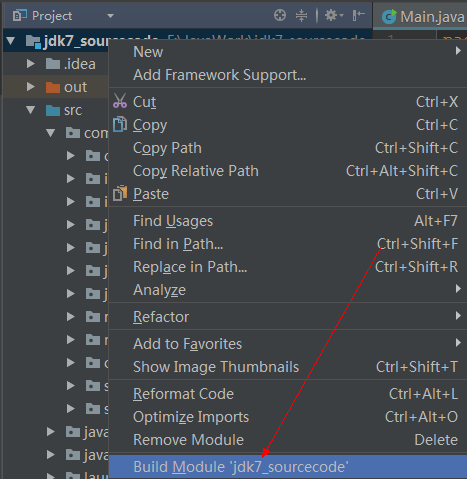 Project
Main.java
jdk7_sourcecode E:\JavaWork\jdk7_sourcecode
1
.idea
out
src
com
java
java
New
Add Framework Support...
Cut Ctrl+X
Copy Ctrl+C
Copy Path Ctrl+Shift+C
Copy Relative Path Ctrl+Alt+Shift+C
Paste Ctrl+V
Find Usages Alt+F7
Find in Path... Ctrl+Shift+F
Replace in Path... Ctrl+Shift+R
Analyze
Refactor
Add to Favorites
Show Image Thumbnails Ctrl+Shift+T
Reformat Code Ctrl+Alt+L
Optimize Imports Ctrl+Alt+O
Remove Module Delete
Build Module 'jdk7_sourcecode'